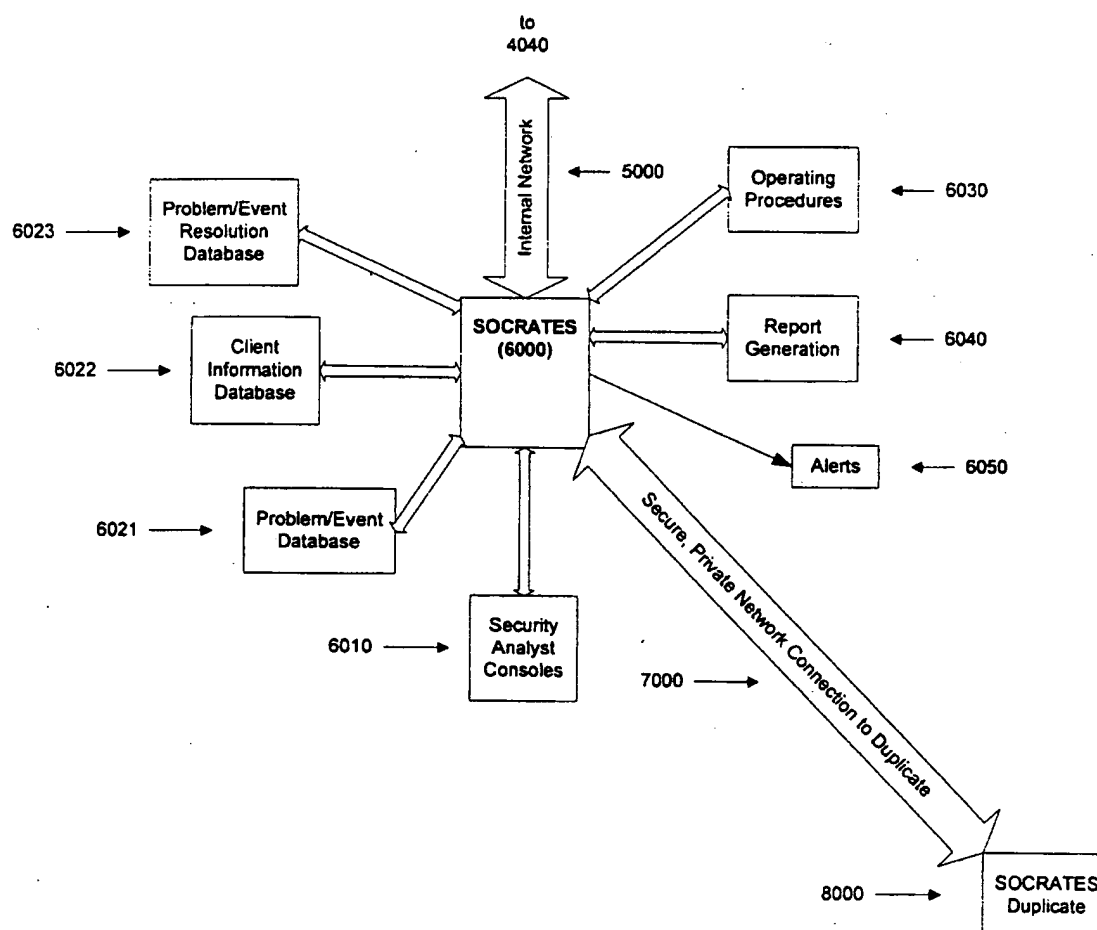 to
4040
Internal Network
5000
Operating
Procedures
6030
Problem/Event
Resolution
Database
6023
SOCRATES
(6000)
Report
Generation
6040
Client
Information
Database
6022
Alerts
6050
Problem/Event
Database
6021
Security
Analyst
Consoles
6010
Secure, Private Network Connection to Duplicate
7000
SOCRATES
Duplicate
8000